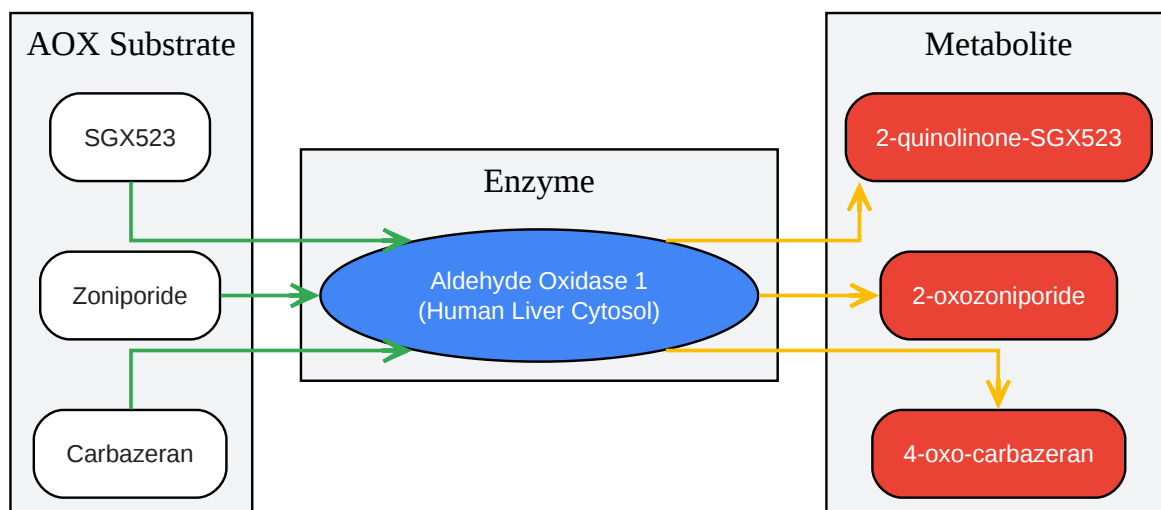 AOX Substrate
SGX523
Zoniporide
Carbazeran
Enzyme
Aldehyde Oxidase 1
(Human Liver Cytosol)
Metabolite
2-quinolinone-SGX523
2-oxozoniporide
4-oxo-carbazeran